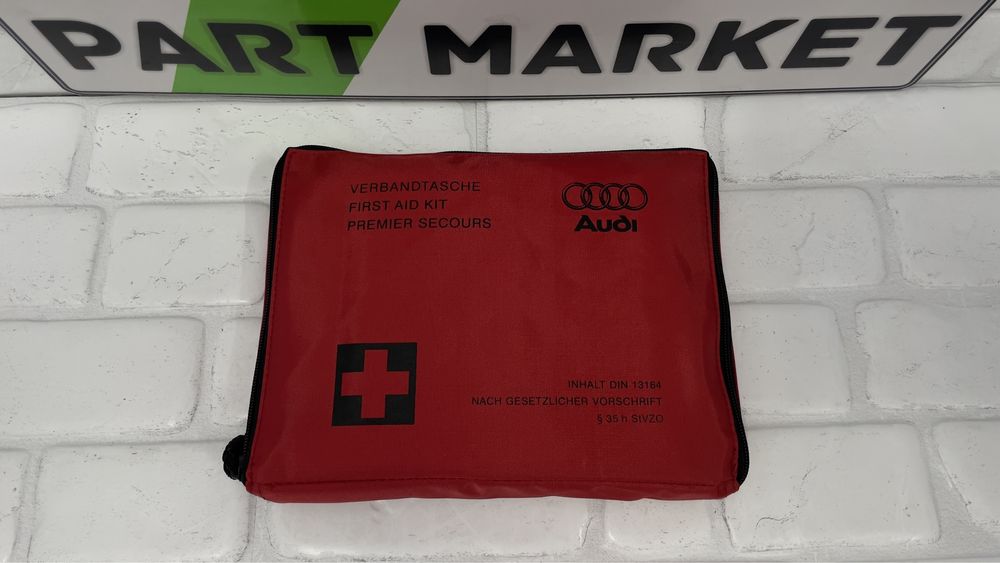 PART MARKET
VERBANDTASCHE
FIRST AID KIT
PREMIER SECOURS
Audi
INHALT DIN 13164
NACH GESETZLICHER VORSCHRIFT
§ 35 h StVZO